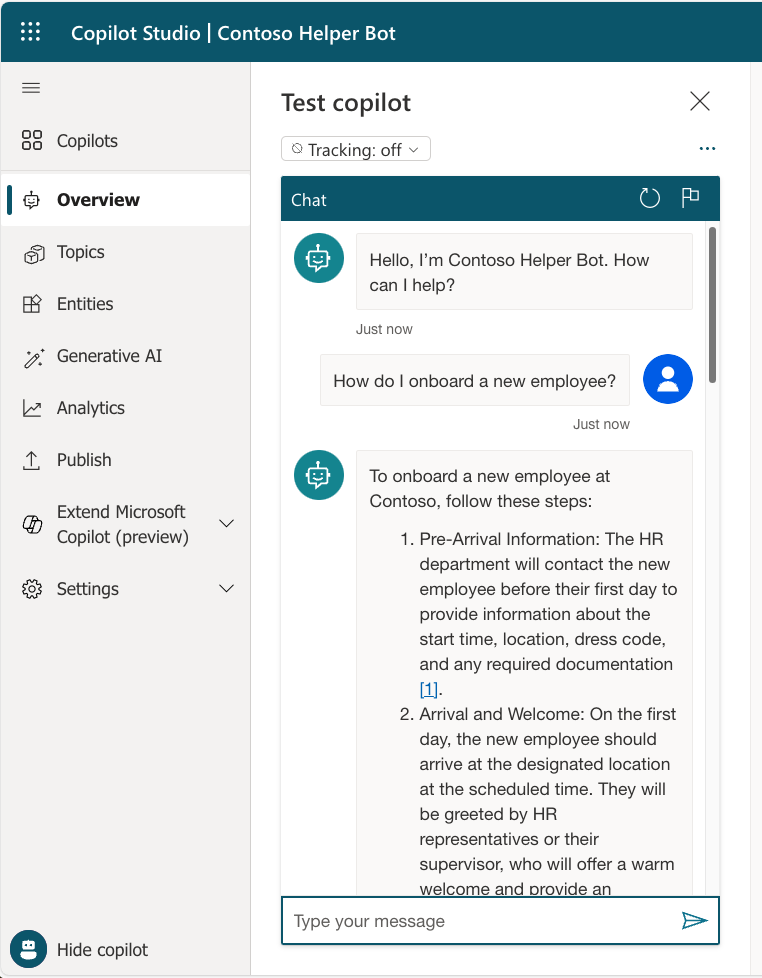 Copilot Studio | Contoso Helper Bot
Copilots
Overview
Topics
Entities
Generative AI
Analytics
Publish
Extend Microsoft
Copilot (preview)
Settings
Hide copilot
Test copilot
Tracking: off
Chat
Hello, I’m Contoso Helper Bot. How
can I help?
Just now
How do I onboard a new employee?
Just now
To onboard a new employee at
Contoso, follow these steps:
1. Pre-Arrival Information: The HR
department will contact the new
employee before their first day to
provide information about the
start time, location, dress code,
and any required documentation
[1].
2. Arrival and Welcome: On the first
day, the new employee should
arrive at the designated location
at the scheduled time. They will
be greeted by HR
representatives or their
supervisor, who will offer a warm
welcome and provide an
Type your message